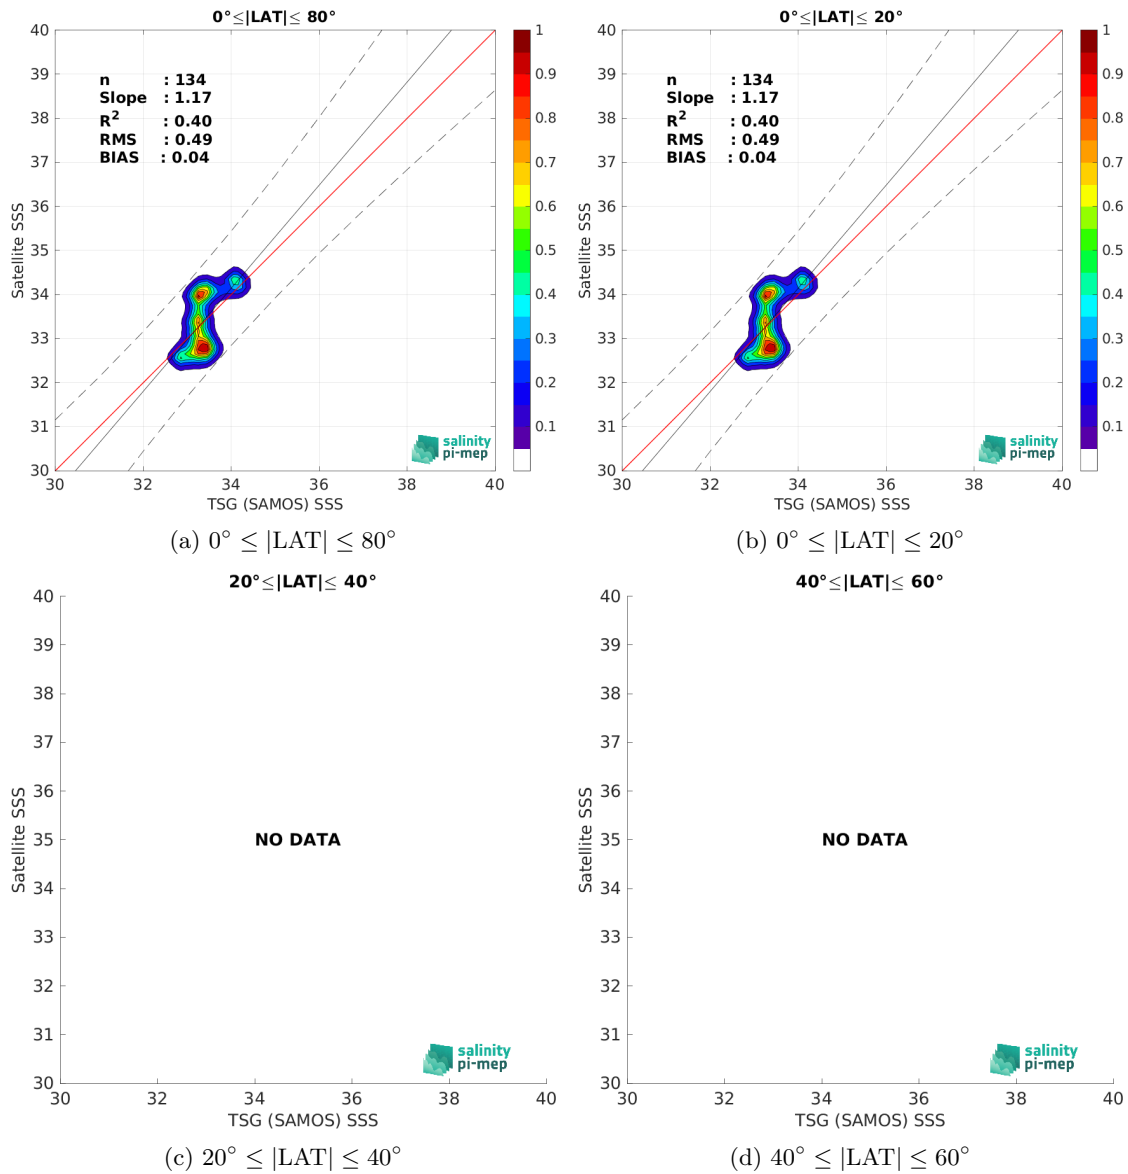 0°≤|LAT|≤ 80°
40
39
38
37
36
35
34
33
32
31
30
30 32 34 36 38 40
Satellite SSS
TSG (SAMOS) SSS
n : 134
Slope : 1.17
R² : 0.40
RMS : 0.49
BIAS : 0.04
1
0.9
0.8
0.7
0.6
0.5
0.4
0.3
0.2
0.1
salinity
pi-mep
(a) 0° ≤ |LAT| ≤ 80°
0°≤|LAT|≤ 20°
40
39
38
37
36
35
34
33
32
31
30
30 32 34 36 38 40
Satellite SSS
TSG (SAMOS) SSS
n : 134
Slope : 1.17
R² : 0.40
RMS : 0.49
BIAS : 0.04
1
0.9
0.8
0.7
0.6
0.5
0.4
0.3
0.2
0.1
salinity
pi-mep
(b) 0° ≤ |LAT| ≤ 20°
20°≤|LAT|≤ 40°
40
39
38
37
36
35
34
33
32
31
30
30 32 34 36 38 40
Satellite SSS
TSG (SAMOS) SSS
NO DATA
salinity
pi-mep
(c) 20° ≤ |LAT| ≤ 40°
40°≤|LAT|≤ 60°
40
39
38
37
36
35
34
33
32
31
30
30 32 34 36 38 40
Satellite SSS
TSG (SAMOS) SSS
NO DATA
salinity
pi-mep
(d) 40° ≤ |LAT| ≤ 60°